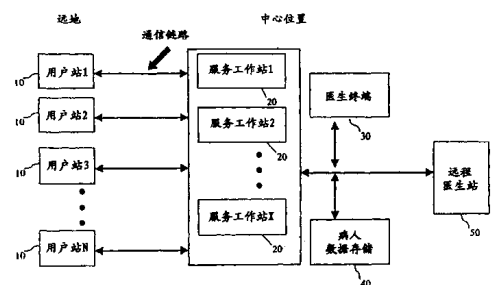 远地
中心位置
通信链路
用户站1
10
用户站2
10
用户站3
10
用户站N
10
服务工作站1
20
服务工作站2
20
服务工作站X
20
医生终端
30
病人
数据存储
40
远程
医生站
50